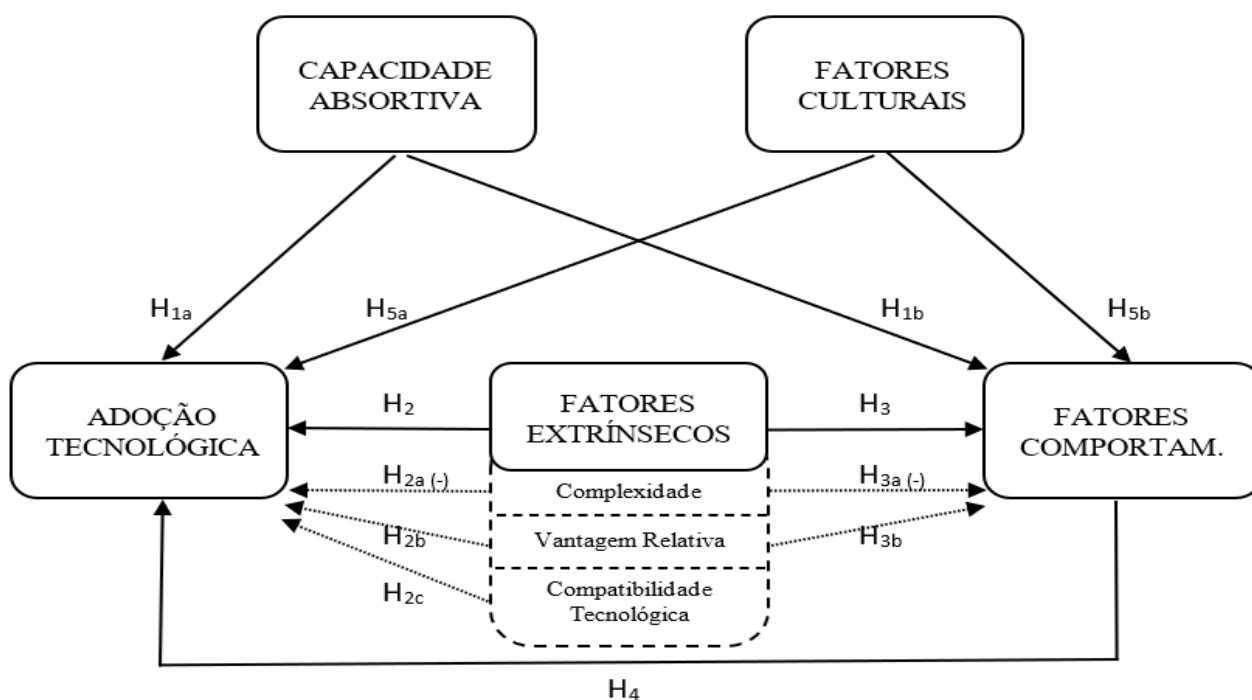 CAPACIDADE
ABSORTIVA
FATORES
CULTURAIS
H1a
H5a
H1b
H5b
ADOÇÃO
TECNOLÓGICA
H2
FATORES
EXTRÍNSECOS
H3
FATORES
COMPORTAM.
H2a (-)
Complexidade
H3a (-)
H2b
Vantagem Relativa
H3b
H2c
Compatibilidade
Tecnológica
H4